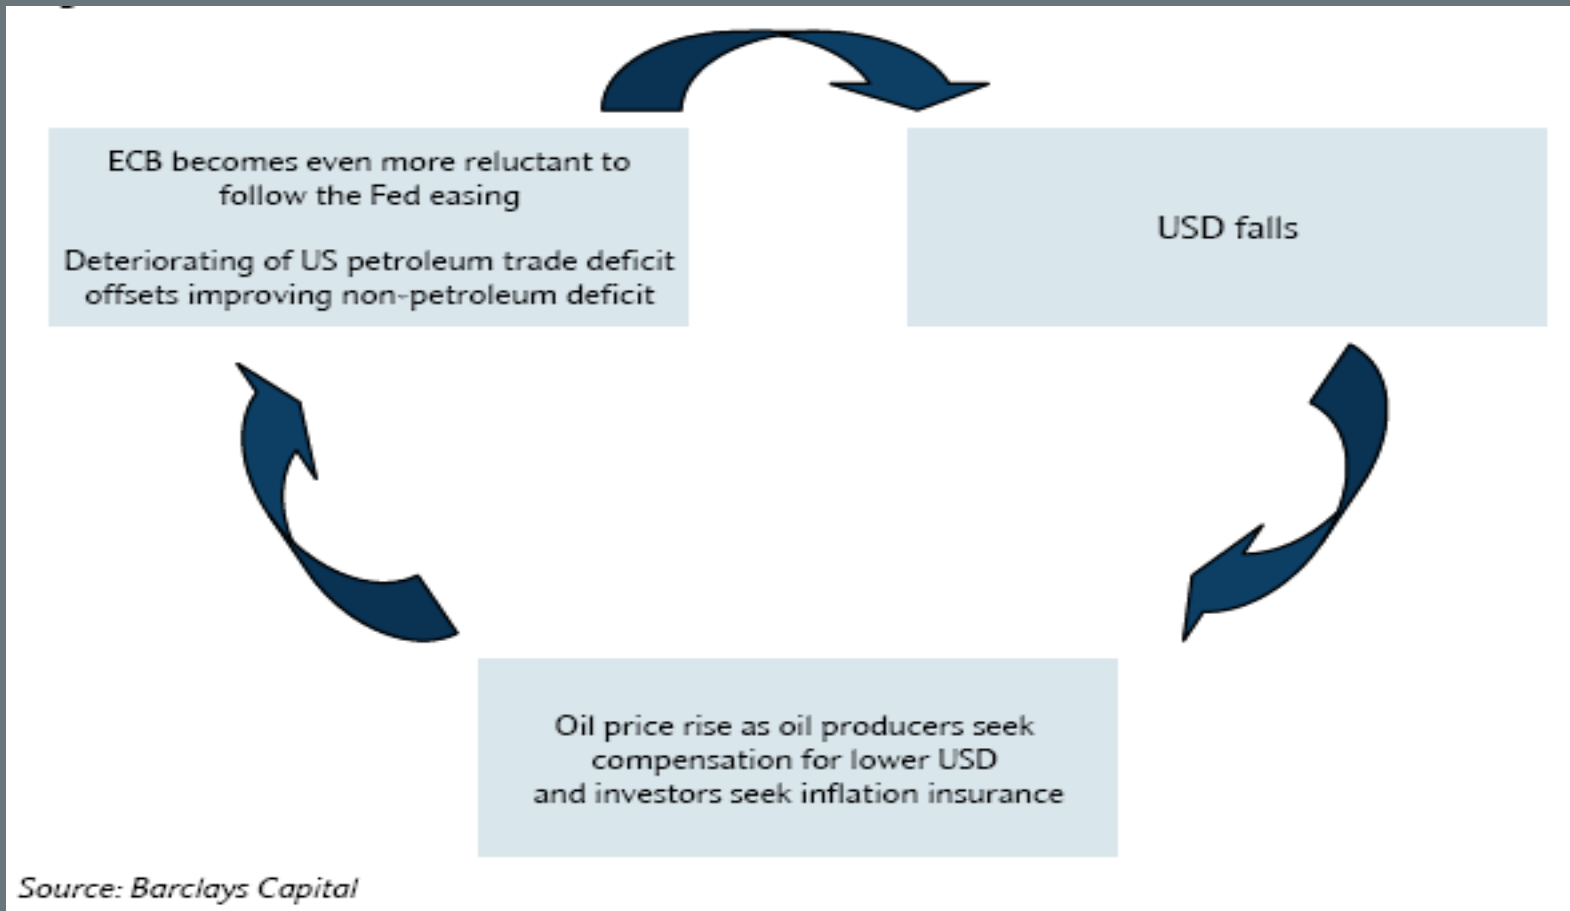 ECB becomes even more reluctant to
follow the Fed easing
Deteriorating of US petroleum trade deficit
offsets improving non-petroleum deficit
USD falls
Oil price rise as oil producers seek
compensation for lower USD
and investors seek inflation insurance
Source: Barclays Capital